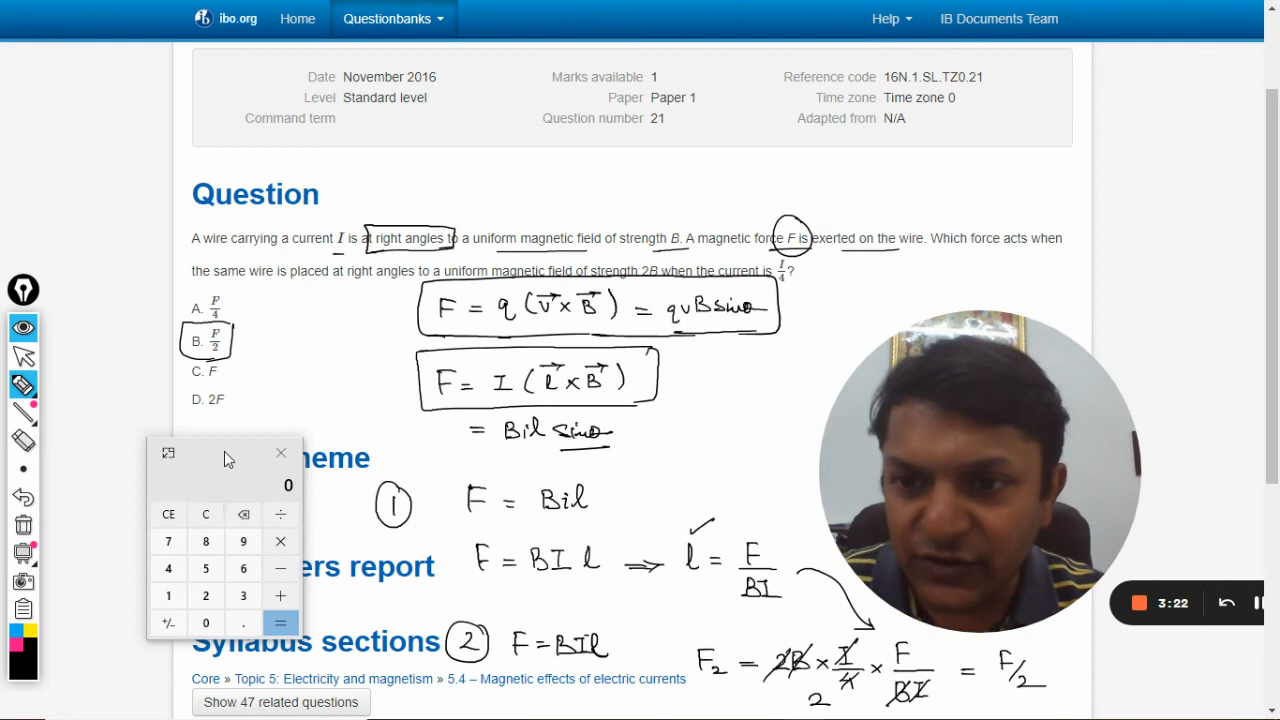 ibo.org Home Questionbanks Help IB Documents Team
Date November 2016 Marks available 1 Reference code 16N.1.SL.TZ0.21
Level Standard level Paper Paper 1 Time zone Time zone 0
Command term Question number 21 Adapted from N/A
Question
A wire carrying a current I is at right angles to a uniform magnetic field of strength B. A magnetic force F is exerted on the wire. Which force acts when
the same wire is placed at right angles to a uniform magnetic field of strength 2B when the current is I/4?
A. F/4
B. F/2
C. F
D. 2F
F = q (v × B) = qvB sinθ
F = I (l × B)
= Bil sinθ
heme
① F = Bil
F = BI l ⇒ l = F/BI
ers report
Syllabus sections
② F = BIl
F₂ = 2B × I/4 × F/BI = F/2
2
Core » Topic 5: Electricity and magnetism » 5.4 – Magnetic effects of electric currents
Show 47 related questions
0
CE C ⌫ ÷
7 8 9 ×
4 5 6 −
1 2 3 +
+/− 0 . =
3:22